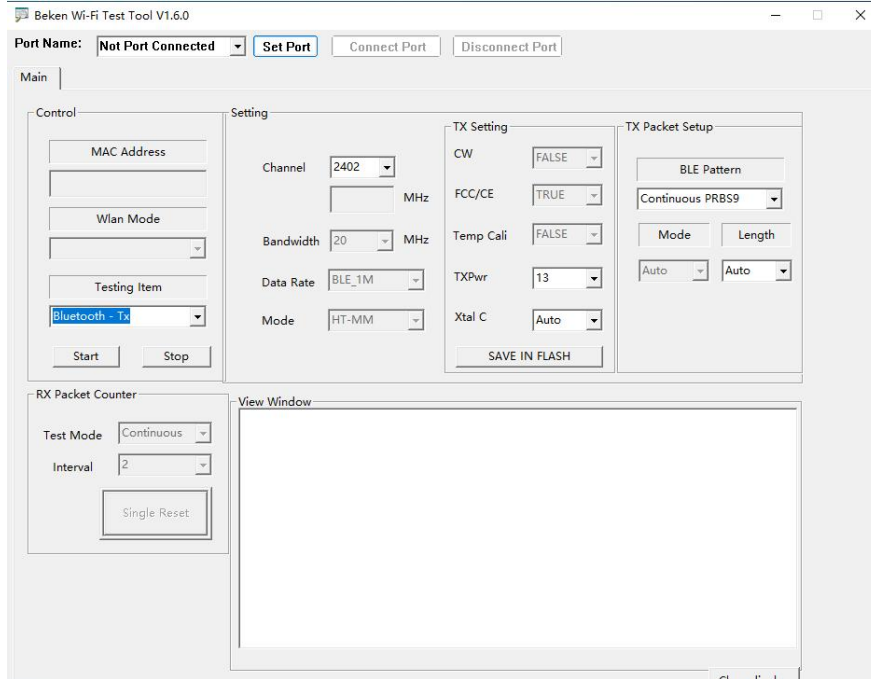 Beken Wi-Fi Test Tool V1.6.0
Port Name: Not Port Connected Set Port Connect Port Disconnect Port
Main
Control
MAC Address
Wlan Mode
Testing Item
Bluetooth - Tx
Start Stop
Setting
Channel 2402
MHz
Bandwidth 20 MHz
Data Rate BLE_1M
Mode HT-MM
TX Setting
CW FALSE
FCC/CE TRUE
Temp Cali FALSE
TXPwr 13
Xtal C Auto
SAVE IN FLASH
TX Packet Setup
BLE Pattern
Continuous PRBS9
Mode Length
Auto Auto
RX Packet Counter
Test Mode Continuous
Interval 2
Single Reset
View Window